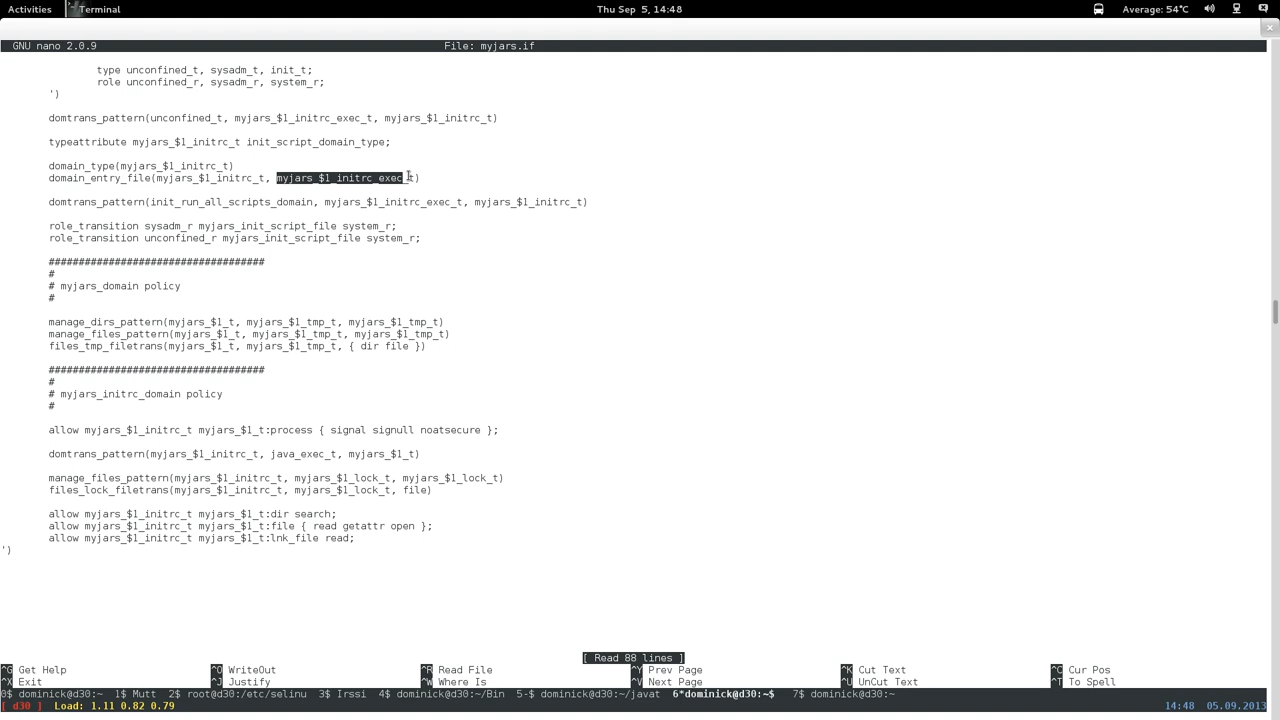 Activities Terminal Thu Sep 5, 14:48 Average: 54°C
GNU nano 2.0.9 File: myjars.if
type unconfined_t, sysadm_t, init_t;
role unconfined_r, sysadm_r, system_r;
')
domtrans_pattern(unconfined_t, myjars_$1_initrc_exec_t, myjars_$1_initrc_t)
typeattribute myjars_$1_initrc_t init_script_domain_type;
domain_type(myjars_$1_initrc_t)
domain_entry_file(myjars_$1_initrc_t, myjars_$1_initrc_exec_t)
domtrans_pattern(init_run_all_scripts_domain, myjars_$1_initrc_exec_t, myjars_$1_initrc_t)
role_transition sysadm_r myjars_init_script_file system_r;
role_transition unconfined_r myjars_init_script_file system_r;
####################################
#
# myjars_domain policy
#
manage_dirs_pattern(myjars_$1_t, myjars_$1_tmp_t, myjars_$1_tmp_t)
manage_files_pattern(myjars_$1_t, myjars_$1_tmp_t, myjars_$1_tmp_t)
files_tmp_filetrans(myjars_$1_t, myjars_$1_tmp_t, { dir file })
####################################
#
# myjars_initrc_domain policy
#
allow myjars_$1_initrc_t myjars_$1_t:process { signal signull noatsecure };
domtrans_pattern(myjars_$1_initrc_t, java_exec_t, myjars_$1_t)
manage_files_pattern(myjars_$1_initrc_t, myjars_$1_lock_t, myjars_$1_lock_t)
files_lock_filetrans(myjars_$1_initrc_t, myjars_$1_lock_t, file)
allow myjars_$1_initrc_t myjars_$1_t:dir search;
allow myjars_$1_initrc_t myjars_$1_t:file { read getattr open };
allow myjars_$1_initrc_t myjars_$1_t:lnk_file read;
')
[ Read 88 lines ]
^G Get Help ^O WriteOut ^R Read File ^Y Prev Page ^K Cut Text ^C Cur Pos
^X Exit ^J Justify ^W Where Is ^V Next Page ^U UnCut Text ^T To Spell
0$ dominick@d30:~ 1$ Mutt 2$ root@d30:/etc/selinu 3$ Irssi 4$ dominick@d30:~/Bin 5-$ dominick@d30:~/javat 6*dominick@d30:~$ 7$ dominick@d30:~
[ d30 ] Load: 1.11 0.82 0.79 14:48 05.09.2013